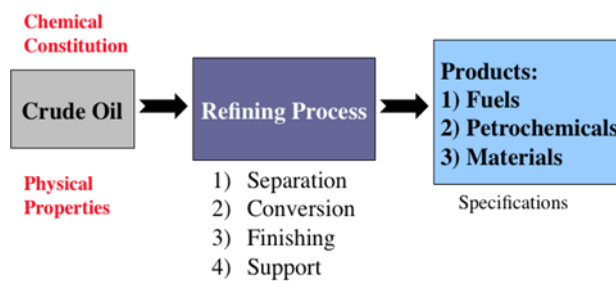 Chemical
Constitution
Crude Oil
Physical
Properties
Refining Process
1) Separation
2) Conversion
3) Finishing
4) Support
Products:
1) Fuels
2) Petrochemicals
3) Materials
Specifications